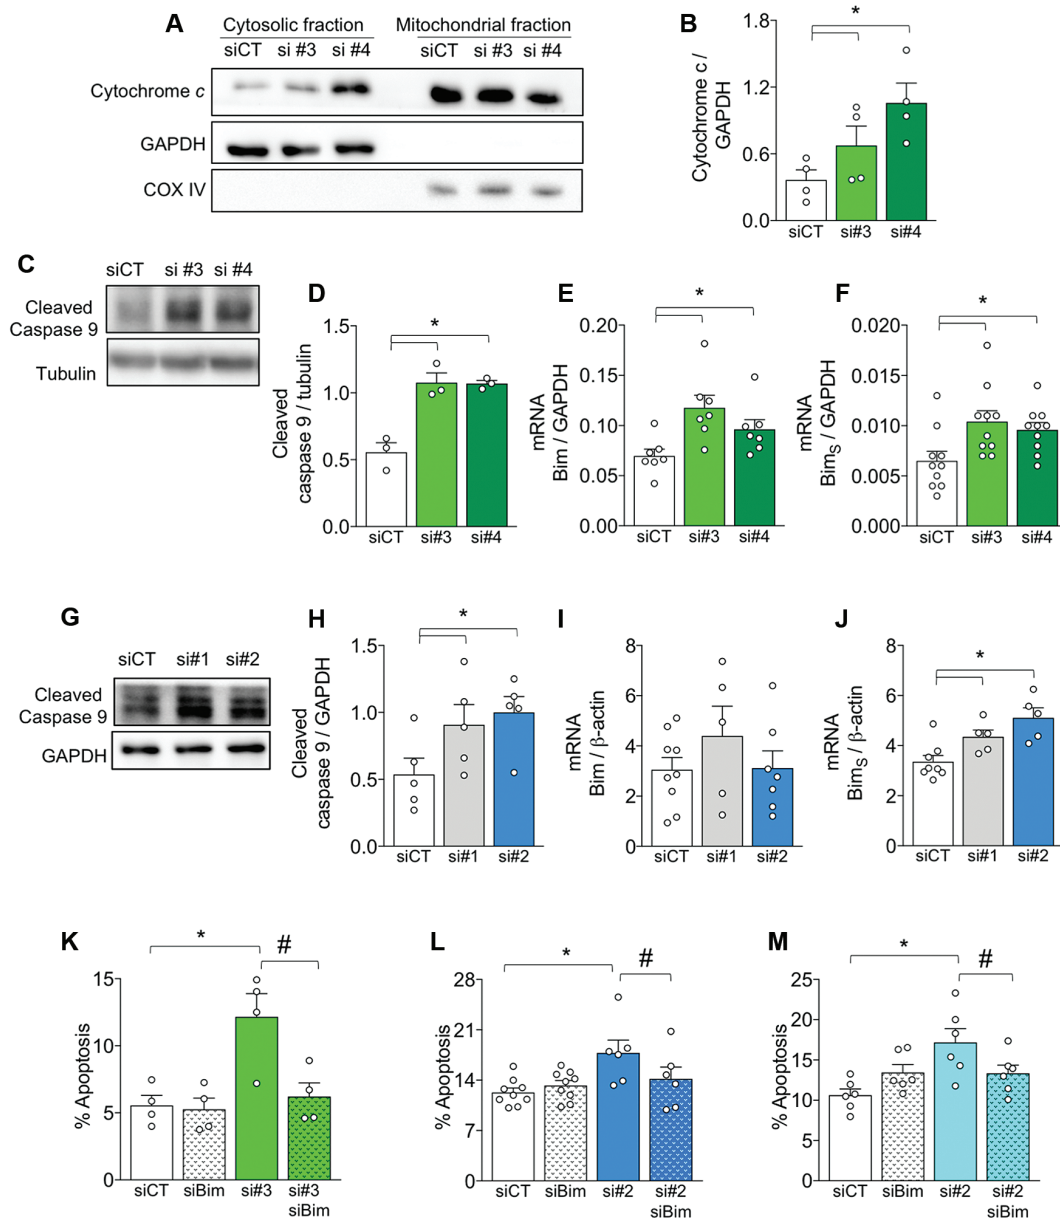 A
Cytosolic fraction
Mitochondrial fraction
siCT si #3 si #4 siCT si #3 si #4
Cytochrome c
GAPDH
COX IV
B
*
Cytochrome c /
GAPDH
1.8
1.2
0.6
0.0
siCT si#3 si#4
C
siCT si #3 si #4
Cleaved
Caspase 9
Tubulin
D
*
Cleaved
caspase 9 / tubulin
1.5
1.0
0.5
0.0
siCT si#3 si#4
E
*
mRNA
Bim / GAPDH
0.20
0.15
0.10
0.05
0.00
siCT si#3 si#4
F
*
mRNA
BimS / GAPDH
0.020
0.015
0.010
0.005
0.000
siCT si#3 si#4
G
siCT si#1 si#2
Cleaved
Caspase 9
GAPDH
H
*
Cleaved
caspase 9 / GAPDH
1.5
1.0
0.5
0.0
siCT si#1 si#2
I
mRNA
Bim / β-actin
8
6
4
2
0
siCT si#1 si#2
J
*
mRNA
BimS / β-actin
8
6
4
2
0
siCT si#1 si#2
K
* #
% Apoptosis
15
10
5
0
siCT siBim si#3 si#3
siBim
L
* #
% Apoptosis
28
21
14
7
0
siCT siBim si#2 si#2
siBim
M
* #
% Apoptosis
25
20
15
10
5
0
siCT siBim si#2 si#2
siBim